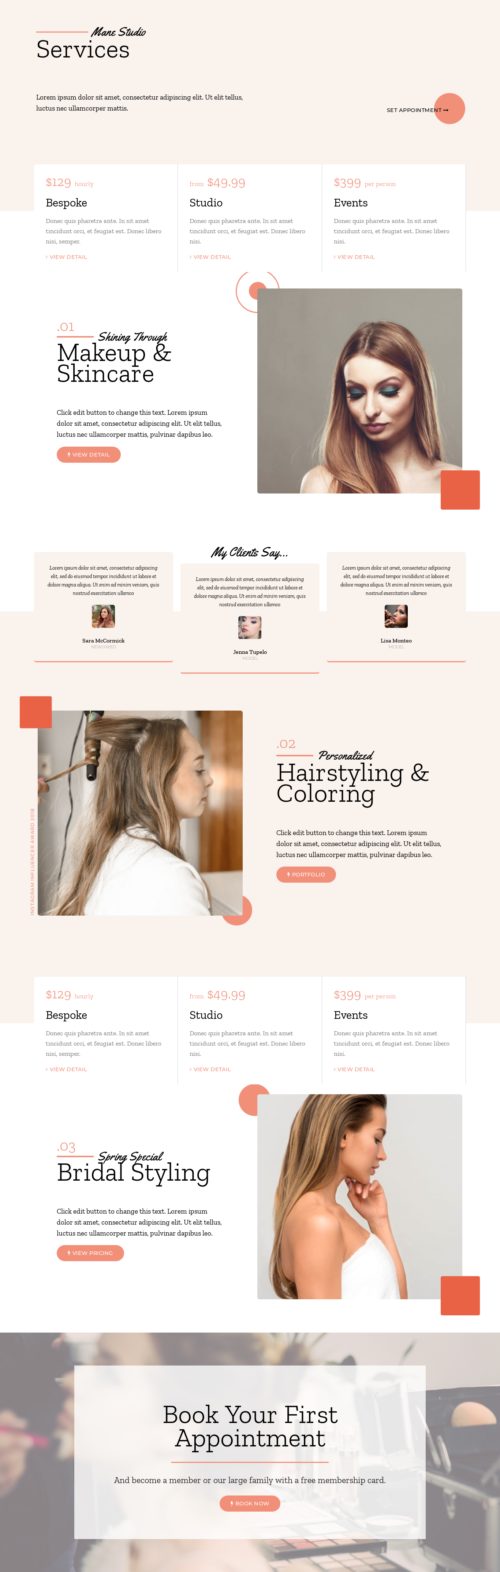 Mane Studio
Services
Lorem ipsum dolor sit amet, consectetur adipiscing elit. Ut elit tellus,
luctus nec ullamcorper mattis.
SET APPOINTMENT
$129 hourly
Bespoke
Donec quis pharetra ante. In sit amet
tincidunt orci, et feugiat est. Donec libero
nisi, semper.
› VIEW DETAIL
from $49.99
Studio
Donec quis pharetra ante. In sit amet
tincidunt orci, et feugiat est. Donec libero
nisi.
› VIEW DETAIL
$399 per person
Events
Donec quis pharetra ante. In sit amet
tincidunt orci, et feugiat est. Donec libero
nisi.
› VIEW DETAIL
.01
Shining Through
Makeup &
Skincare
Click edit button to change this text. Lorem ipsum
dolor sit amet, consectetur adipiscing elit. Ut elit tellus,
luctus nec ullamcorper mattis, pulvinar dapibus leo.
VIEW DETAIL
My Clients Say...
Lorem ipsum dolor sit amet, consectetur adipisicing
elit, sed do eiusmod tempor incididunt ut labore et
dolore magna aliqua. Ut enim ad minim veniam, quis
nostrud exercitation ullamco
Sara McCormick
Lorem ipsum dolor sit amet, consectetur adipisicing
elit, sed do eiusmod tempor incididunt ut labore et
dolore magna aliqua. Ut enim ad minim veniam, quis
nostrud exercitation ullamco
Jenna Tupelo
MODEL
Lorem ipsum dolor sit amet, consectetur adipisicing
elit, sed do eiusmod tempor incididunt ut labore et
dolore magna aliqua. Ut enim ad minim veniam, quis
nostrud exercitation ullamco
Lisa Monteo
MODEL
INSTAGRAM INFLUENCER AWARD 2018
.02
Personalized
Hairstyling &
Coloring
Click edit button to change this text. Lorem ipsum
dolor sit amet, consectetur adipiscing elit. Ut elit tellus,
luctus nec ullamcorper mattis, pulvinar dapibus leo.
PORTFOLIO
$129 hourly
Bespoke
Donec quis pharetra ante. In sit amet
tincidunt orci, et feugiat est. Donec libero
nisi, semper.
› VIEW DETAIL
from $49.99
Studio
Donec quis pharetra ante. In sit amet
tincidunt orci, et feugiat est. Donec libero
nisi.
› VIEW DETAIL
$399 per person
Events
Donec quis pharetra ante. In sit amet
tincidunt orci, et feugiat est. Donec libero
nisi.
› VIEW DETAIL
.03
Spring Special
Bridal Styling
Click edit button to change this text. Lorem ipsum
dolor sit amet, consectetur adipiscing elit. Ut elit tellus,
luctus nec ullamcorper mattis, pulvinar dapibus leo.
VIEW PRICING
Book Your First
Appointment
And become a member or our large family with a free membership card.
BOOK NOW